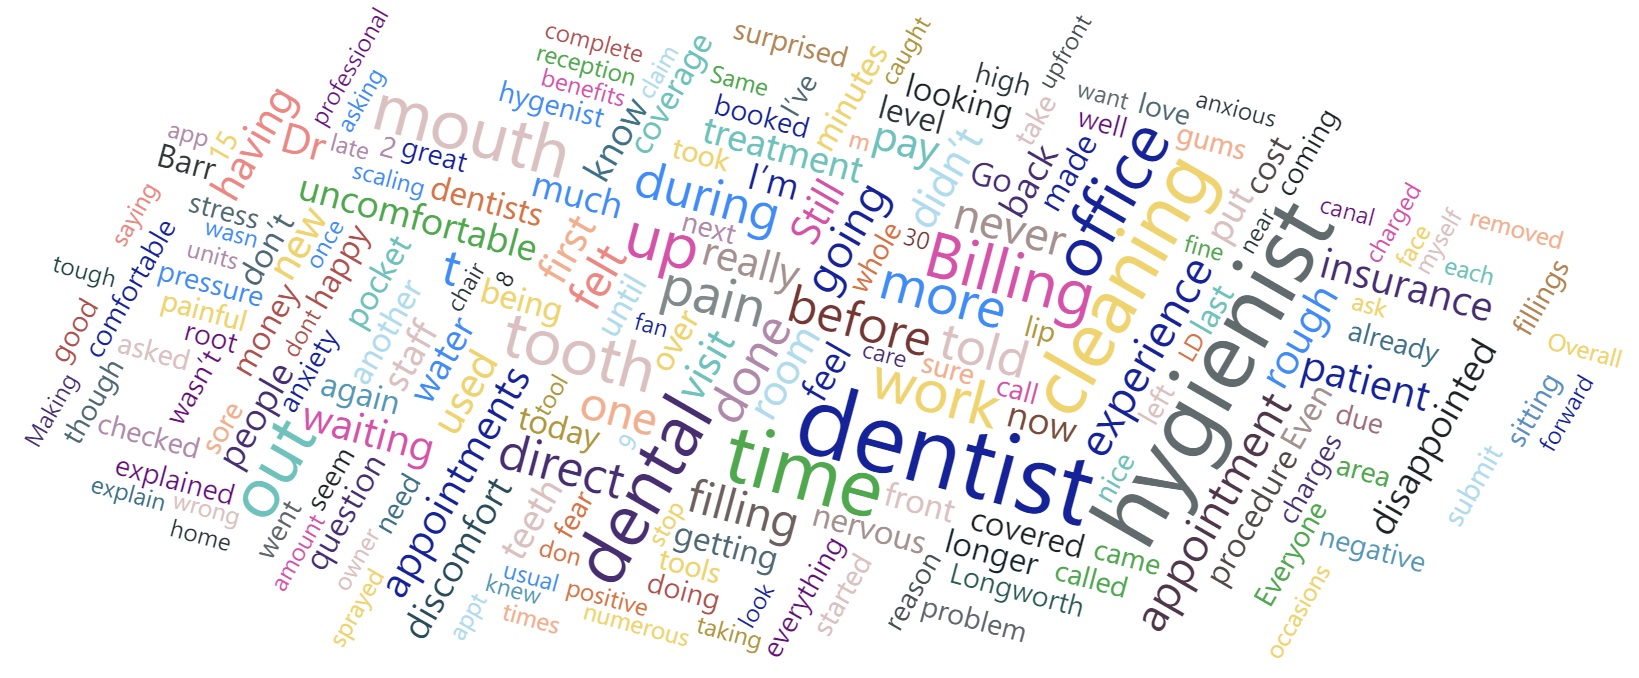 professional
complete
surprised
caught
upfront
reception
claim
coverage
Same
I've
minutes
looking
high
want
love
anxious
asking
benefits
hygenist
booked
level
take
well
gums
coming
app
15
having
Dr
late
2
great
mouth
know
treatment
took
m
pay
didn't
Go
back
made
office
cost
put
near
Barr
scaling
dentists
much
during
I'm
Still
going
never
cleaning
canal
charged
saying
stress
don't
new
once
uncomfortable
first
felt
up
next
really
whole
30
Billing
fine
hygienist
face
myself
removed
wasn
units
happy
pocket
t
chair
8
being
until
pain
more
experience
insurance
each
tough
comfortable
pressure
painful
money
dont
another
staff
water
tooth
fan
over
visit
done
before
told
lip
LD
last
rough
ask
already
fillings
good
asked
root
wasn't
anxiety
again
used
room
feel
care
sure
call
left
patient
Overall
Making
though
checked
sore
people
out
waiting
appointments
tool
today
one
9
dental
work
now
dentist
nice
appointment
Even
due
disappointed
sitting
forward
explained
explain
wrong
home
went
seem
question
amount
need
owner
direct
discomfort
teeth
fear
don
stop
filling
time
front
nervous
covered
procedure
charges
area
submit
sprayed
appt
knew
usual
times
positive
numerous
getting
tools
doing
taking
look
everything
started
reason
longer
Longworth
problem
came
called
Everyone
negative
occasions